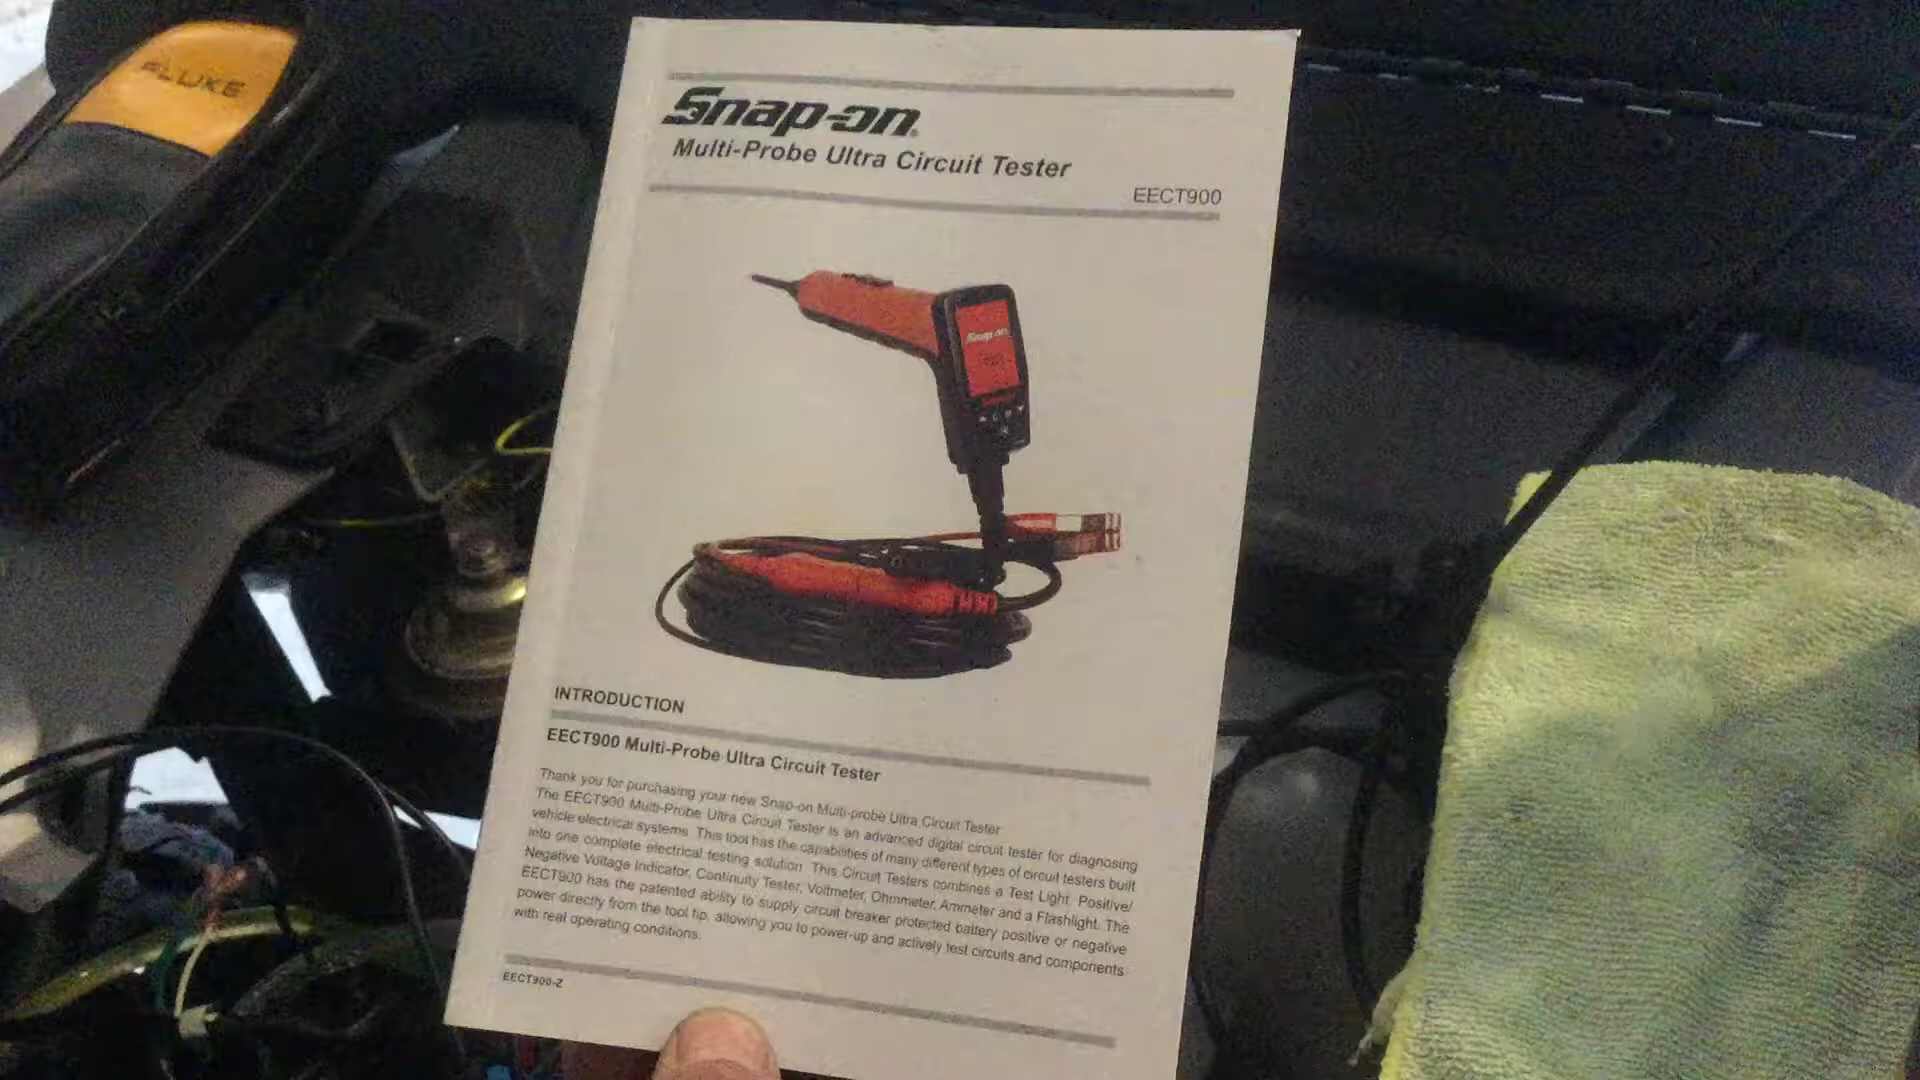 FLUKE
Snap-on
Multi-Probe Ultra Circuit Tester
EECT900
Snap-on
INTRODUCTION
EECT900 Multi-Probe Ultra Circuit Tester
Thank you for purchasing your new Snap-on Multi-probe Ultra Circuit Tester
The EECT900 Multi-Probe Ultra Circuit Tester is an advanced digital circuit tester for diagnosing
vehicle electrical systems. This tool has the capabilities of many different types of circuit testers built
into one complete electrical testing solution. This Circuit Testers combines a Test Light, Positive/
Negative Voltage Indicator, Continuity Tester, Voltmeter, Ohmmeter, Ammeter and a Flashlight. The
EECT900 has the patented ability to supply circuit breaker protected battery positive or negative
power directly from the tool tip, allowing you to power-up and actively test circuits and components
with real operating conditions.
EECT900-Z